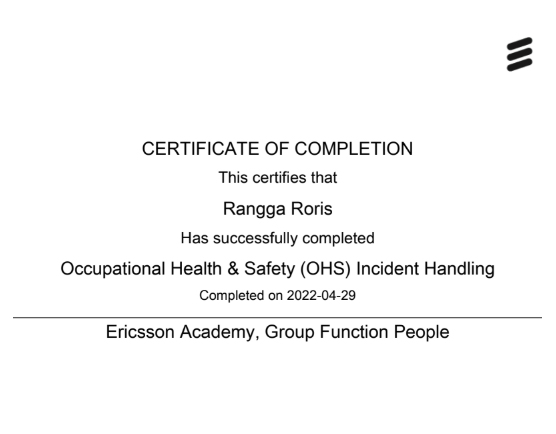 CERTIFICATE OF COMPLETION
This certifies that
Rangga Roris
Has successfully completed
Occupational Health & Safety (OHS) Incident Handling
Completed on 2022-04-29
Ericsson Academy, Group Function People